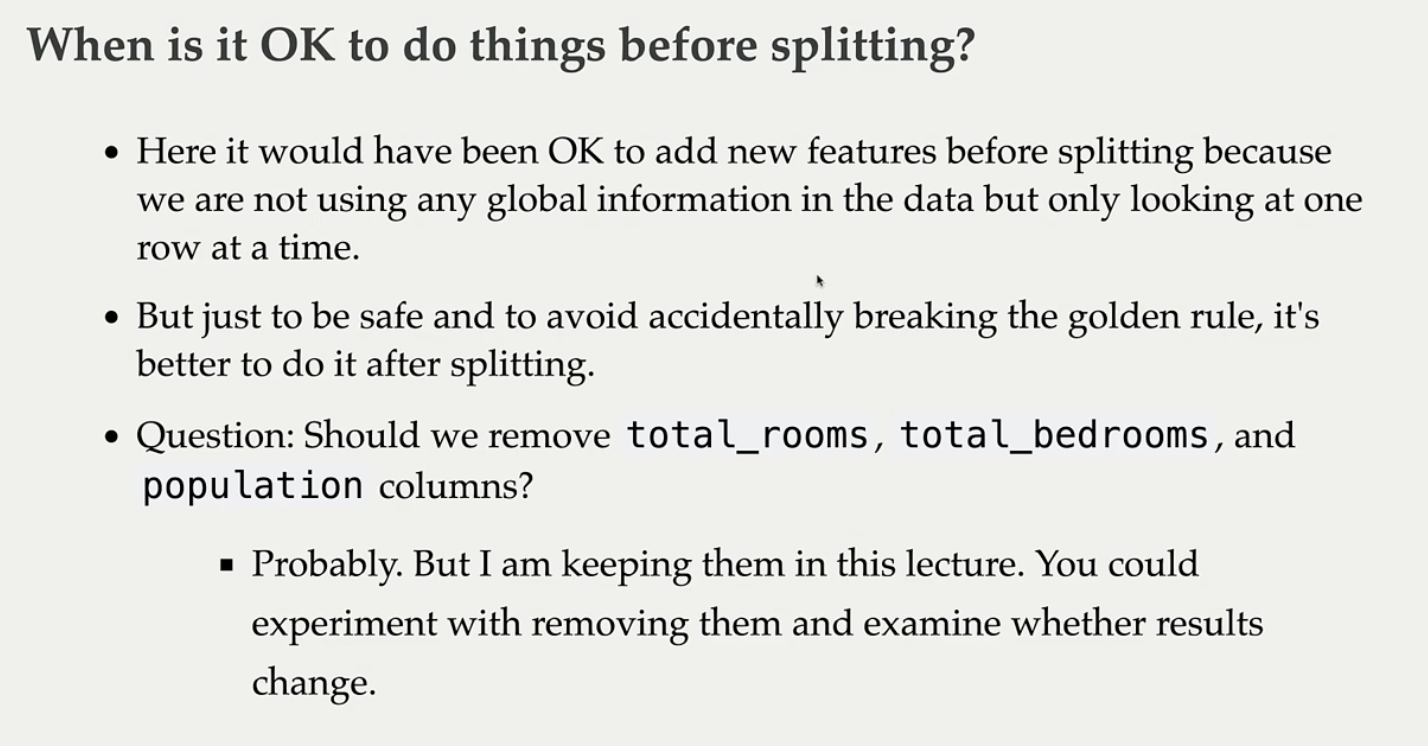 When is it OK to do things before splitting?
• Here it would have been OK to add new features before splitting because
we are not using any global information in the data but only looking at one
row at a time.
• But just to be safe and to avoid accidentally breaking the golden rule, it's
better to do it after splitting.
• Question: Should we remove total_rooms, total_bedrooms, and
population columns?
▪ Probably. But I am keeping them in this lecture. You could
experiment with removing them and examine whether results
change.